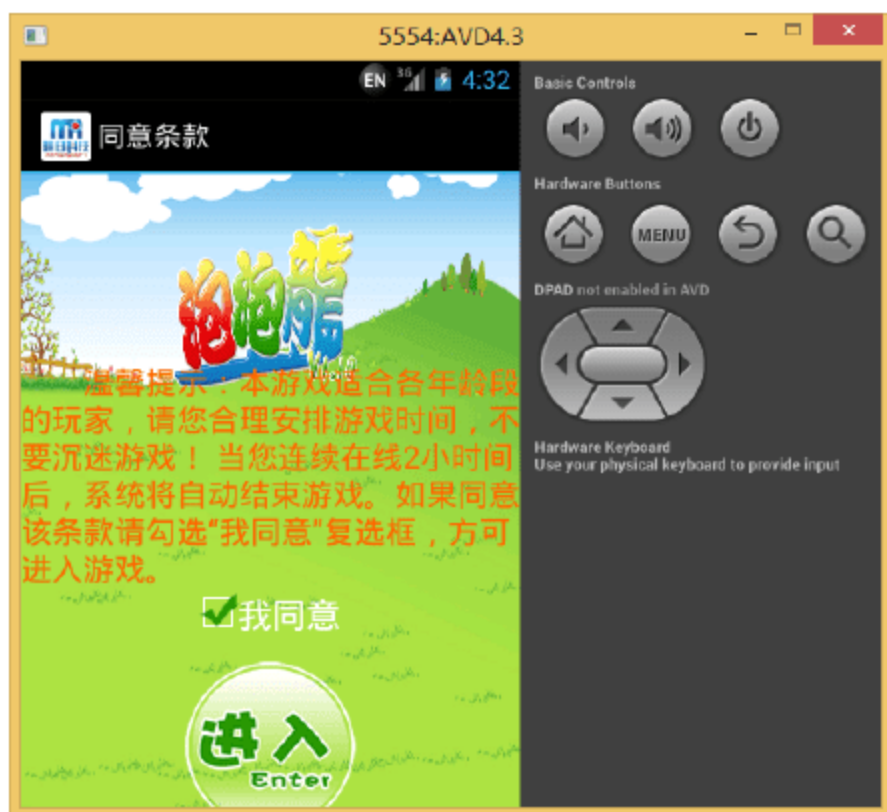 5554:AVD4.3
EN 3G 4:32
同意条款
Basic Controls
Hardware Buttons
MENU
DPAD not enabled in AVD
Hardware Keyboard
Use your physical keyboard to provide input
泡泡龍
温馨提示：本游戏适合各年龄段
的玩家，请您合理安排游戏时间，不
要沉迷游戏！ 当您连续在线2小时间
后，系统将自动结束游戏。如果同意
该条款请勾选“我同意”复选框，方可
进入游戏。
我同意
进入
Enter